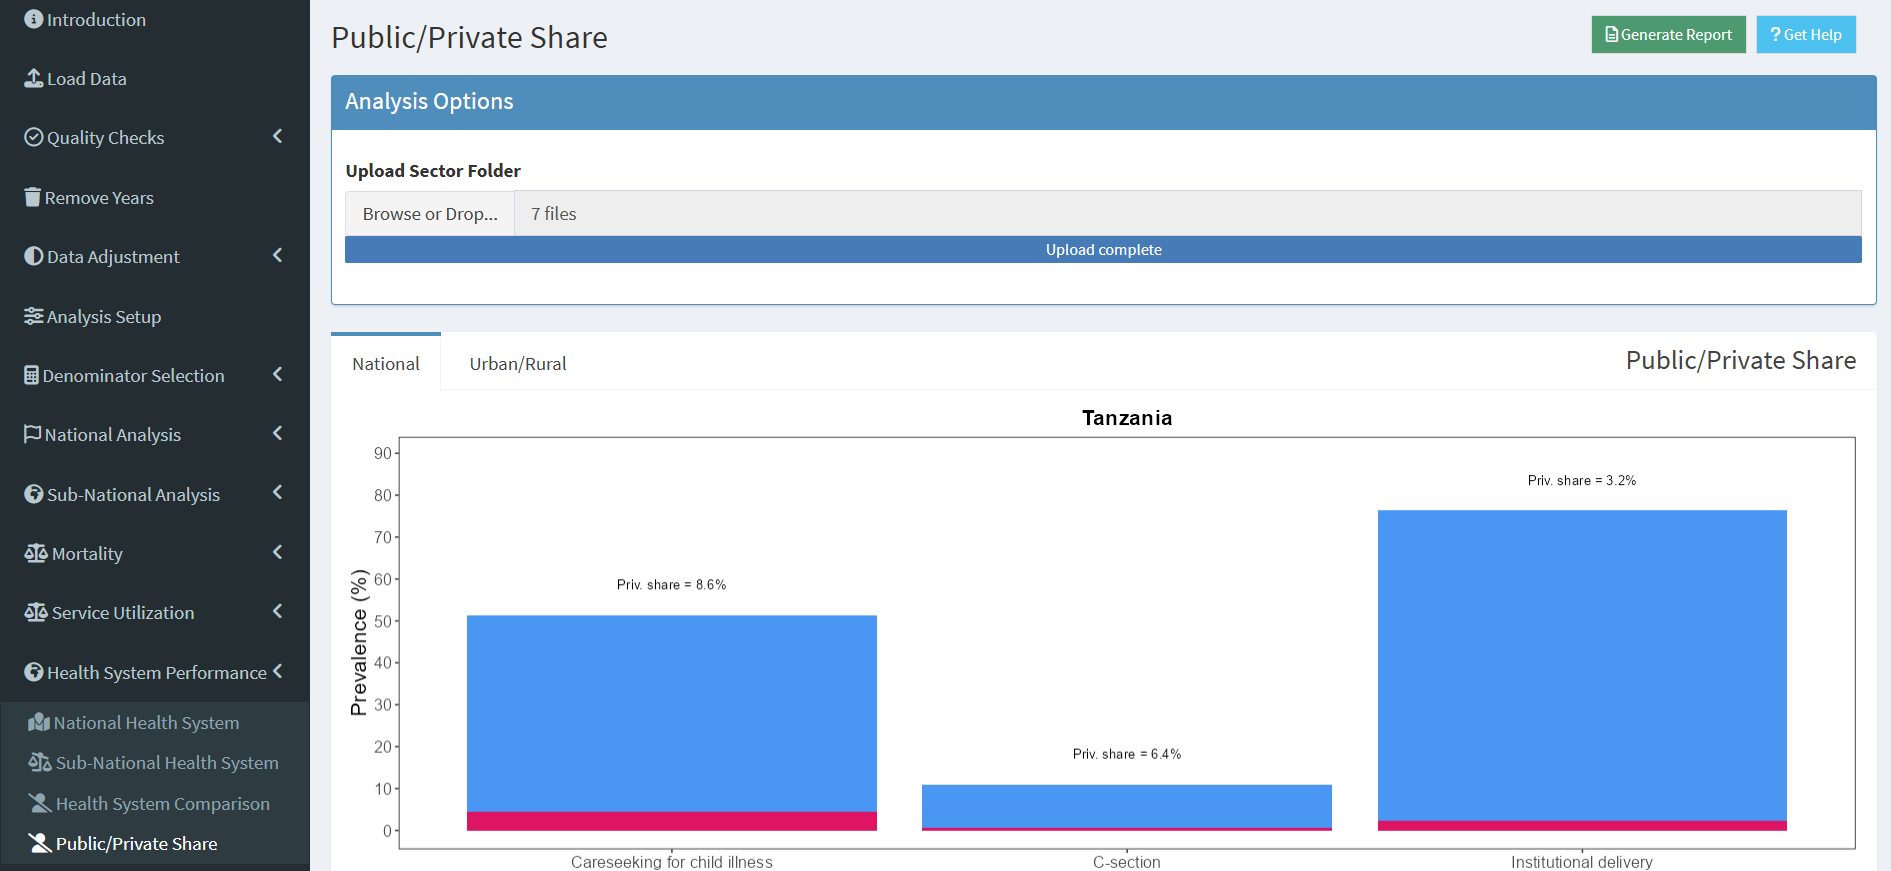 Introduction
Load Data
Quality Checks
Remove Years
Data Adjustment
Analysis Setup
Denominator Selection
National Analysis
Sub-National Analysis
Mortality
Service Utilization
Health System Performance
National Health System
Sub-National Health System
Health System Comparison
Public/Private Share
Public/Private Share
Generate Report
? Get Help
Analysis Options
Upload Sector Folder
Browse or Drop... 7 files
Upload complete
National Urban/Rural Public/Private Share
Tanzania
Prevalence (%)
90
80
70
60
50
40
30
20
10
0
Priv. share = 8.6%
Priv. share = 6.4%
Priv. share = 3.2%
Careseeking for child illness C-section Institutional delivery